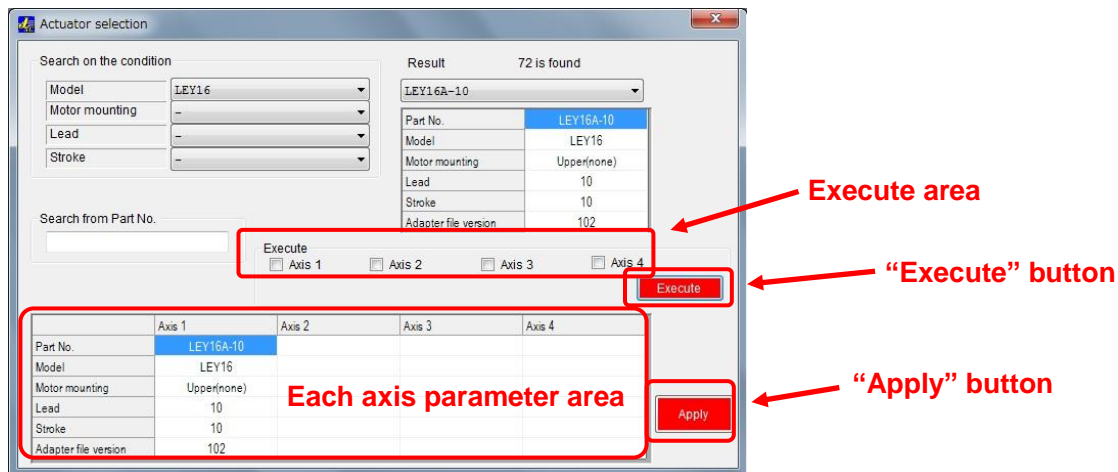 Actuator selection
Search on the condition
Model LEY16
Motor mounting -
Lead -
Stroke -
Result 72 is found
LEY16A-10
Part No. LEY16A-10
Model LEY16
Motor mounting Upper(none)
Lead 10
Stroke 10
Adapter file version 102
Search from Part No.
Execute
Axis 1 Axis 2 Axis 3 Axis 4
Execute
Axis 1 Axis 2 Axis 3 Axis 4
Part No. LEY16A-10
Model LEY16
Motor mounting Upper(none)
Lead 10
Stroke 10
Adapter file version 102
Apply
Each axis parameter area
Execute area
“Execute” button
“Apply” button